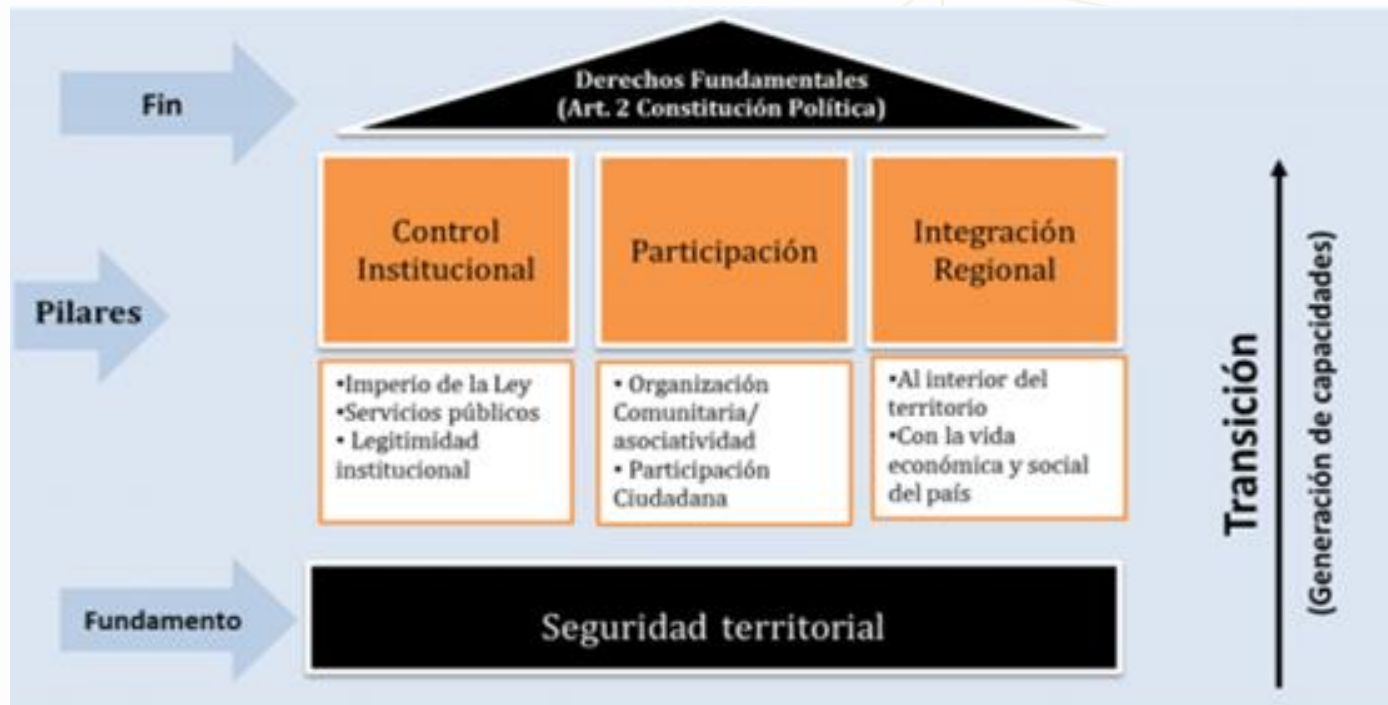 Fin
Derechos Fundamentales
(Art. 2 Constitución Política)
Pilares
Control
Institucional
Participación
Integración
Regional
•Imperio de la Ley
•Servicios públicos
• Legitimidad
institucional
• Organización
Comunitaria/
asociatividad
• Participación
Ciudadana
•Al interior del
territorio
•Con la vida
económica y social
del país
Fundamento
Seguridad territorial
Transición
(Generación de capacidades)